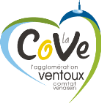 la
CoVe
l'agglomération
ventoux
comtat
venaissin